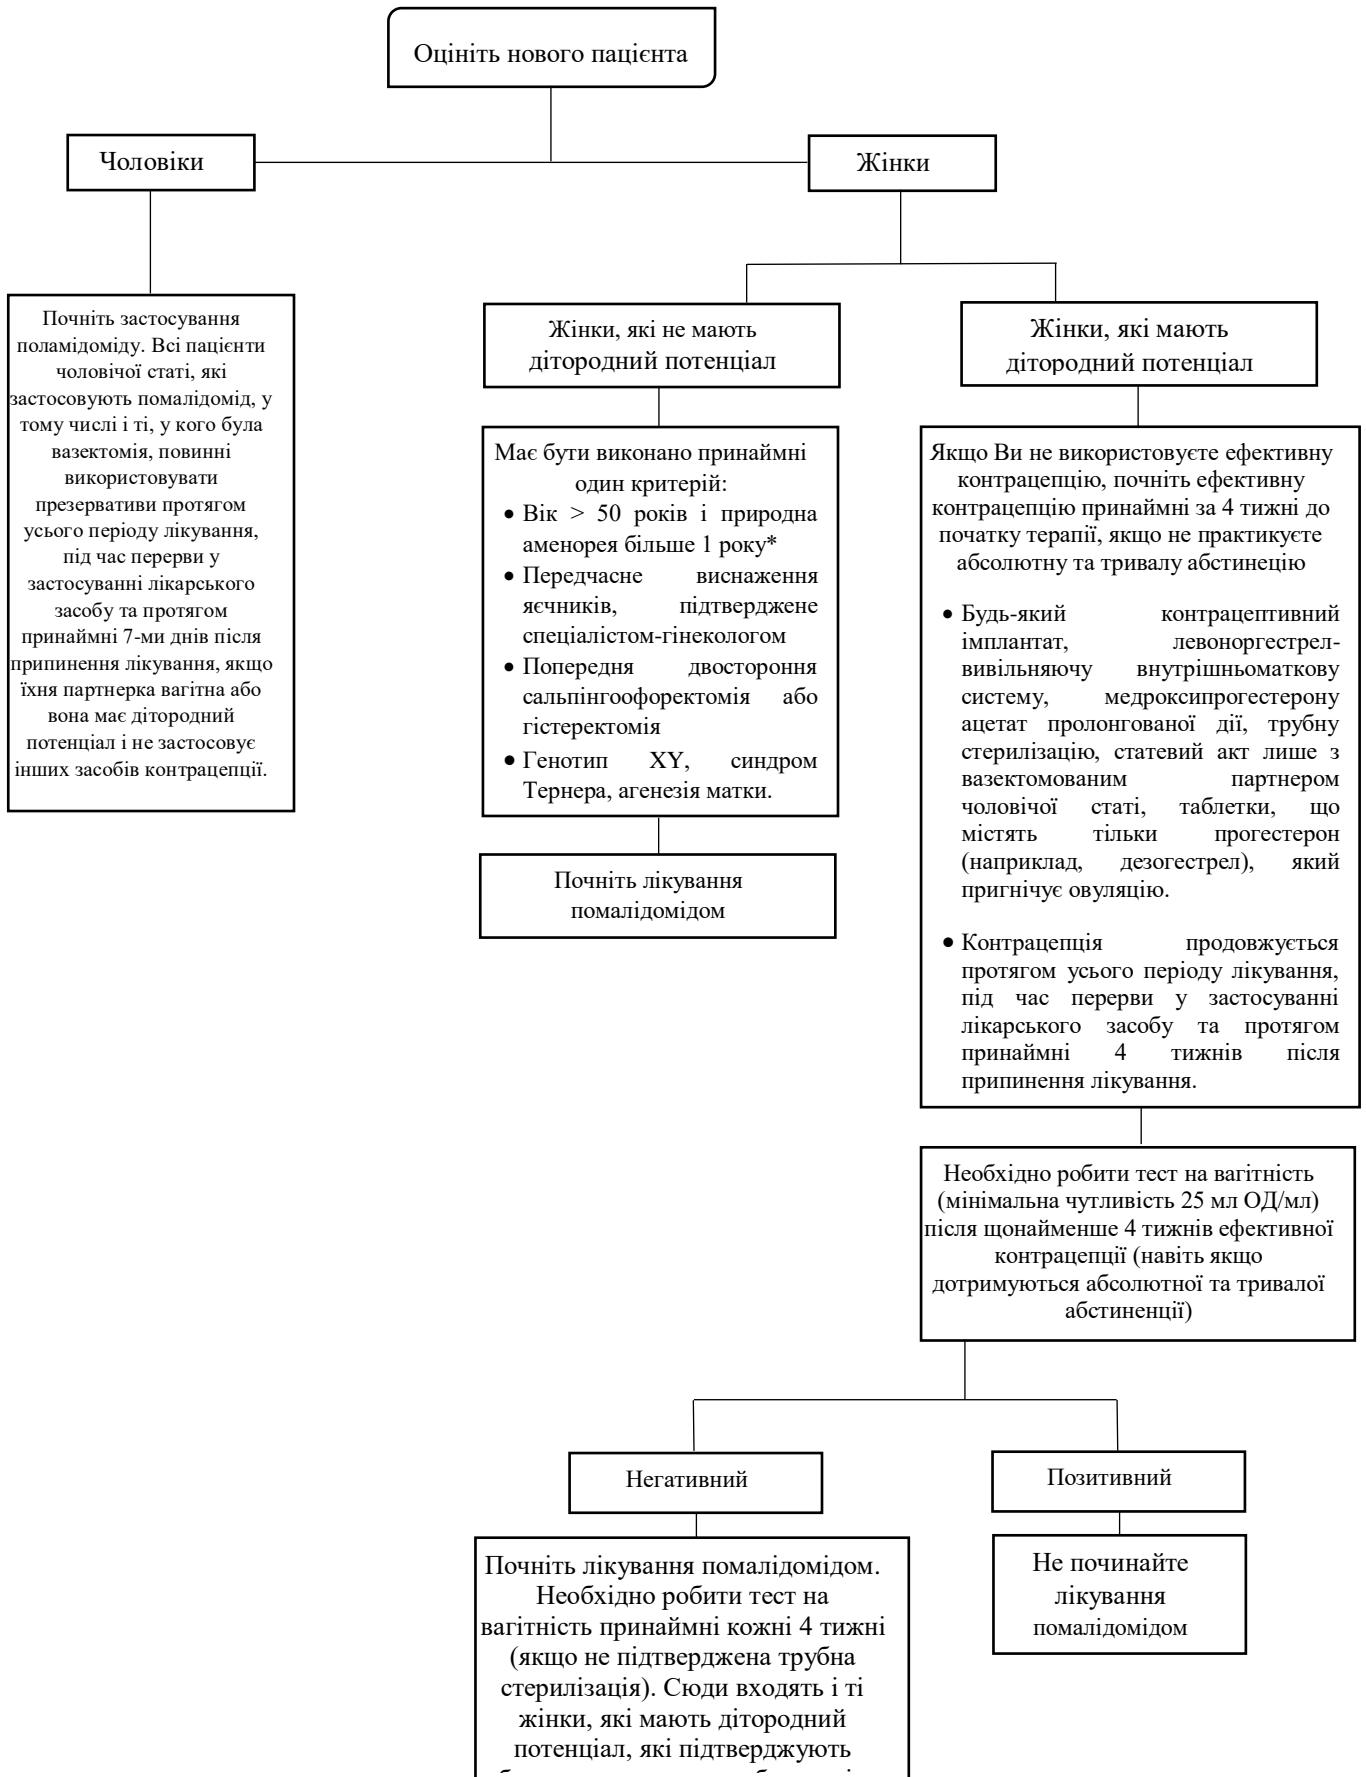 Оцініть нового пацієнта
Чоловіки
Жінки
Почніть застосування
поламідоміду. Всі пацієнти
чоловічої статі, які
застосовують помалідомід, у
тому числі і ті, у кого була
вазектомія, повинні
використовувати
презервативи протягом
усього періоду лікування,
під час перерви у
застосуванні лікарського
засобу та протягом
принаймні 7-ми днів після
припинення лікування, якщо
їхня партнерка вагітна або
вона має дітородний
потенціал і не застосовує
інших засобів контрацепції.
Жінки, які не мають
дітородний потенціал
Має бути виконано принаймні
один критерій:
• Вік > 50 років і природна
аменорея більше 1 року*
• Передчасне виснаження
яєчників, підтверджене
спеціалістом-гінекологом
• Попередня двостороння
сальпінгоофоректомія або
гістеректомія
• Генотип XY, синдром
Тернера, агенезія матки.
Почніть лікування
помалідомідом
Жінки, які мають
дітородний потенціал
Якщо Ви не використовуєте ефективну
контрацепцію, почніть ефективну
контрацепцію принаймні за 4 тижні до
початку терапії, якщо не практикуєте
абсолютну та тривалу абстинецію
• Будь-який контрацептивний
імплантат, левоноргестрел-
вивільняючу внутрішньоматкову
систему, медроксипрогестерону
ацетат пролонгованої дії, трубну
стерилізацію, статевий акт лише з
вазектомованим партнером
чоловічої статі, таблетки, що
містять тільки прогестерон
(наприклад, дезогестрел), який
пригнічує овуляцію.
• Контрацепція продовжується
протягом усього періоду лікування,
під час перерви у застосуванні
лікарського засобу та протягом
принаймні 4 тижнів після
припинення лікування.
Необхідно робити тест на вагітність
(мінімальна чутливість 25 мл ОД/мл)
після щонайменше 4 тижнів ефективної
контрацепції (навіть якщо
дотримуються абсолютної та тривалої
абстиненції)
Негативний
Почніть лікування помалідомідом.
Необхідно робити тест на
вагітність принаймні кожні 4 тижні
(якщо не підтверджена трубна
стерилізація). Сюди входять і ті
жінки, які мають дітородний
потенціал, які підтверджують
Позитивний
Не починайте
лікування
помалідомідом